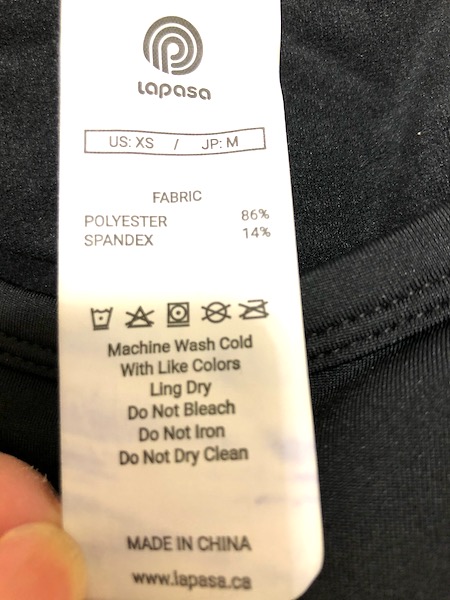 Lapasa
US: XS / JP: M
FABRIC
POLYESTER 86%
SPANDEX 14%
Machine Wash Cold
With Like Colors
Ling Dry
Do Not Bleach
Do Not Iron
Do Not Dry Clean
MADE IN CHINA
www.lapasa.ca